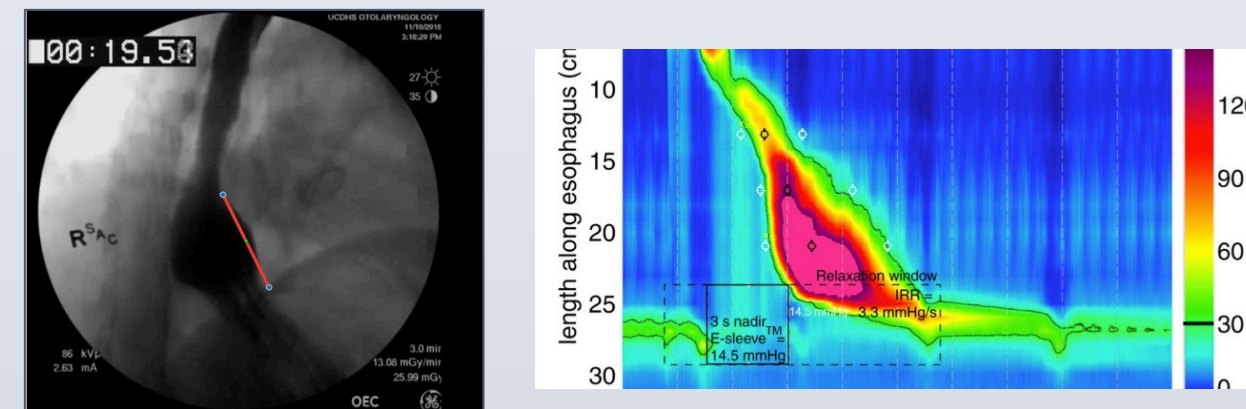 UCDHS OTOLARYNGOLOGY
11/10/2016
3:18:20 PM
00:19.5
27
35
R SAC
86 kVp
2.63 mA
3.0 min
13.08 mGy/min
25.99 mGy
OEC
GE
length along esophagus (cm
10
15
20
25
30
Relaxation window
IRR =
14.5 mmHg 3.3 mmHg/s
3 s nadir
E-sleeve™ =
14.5 mmHg
120
90
60
30
0